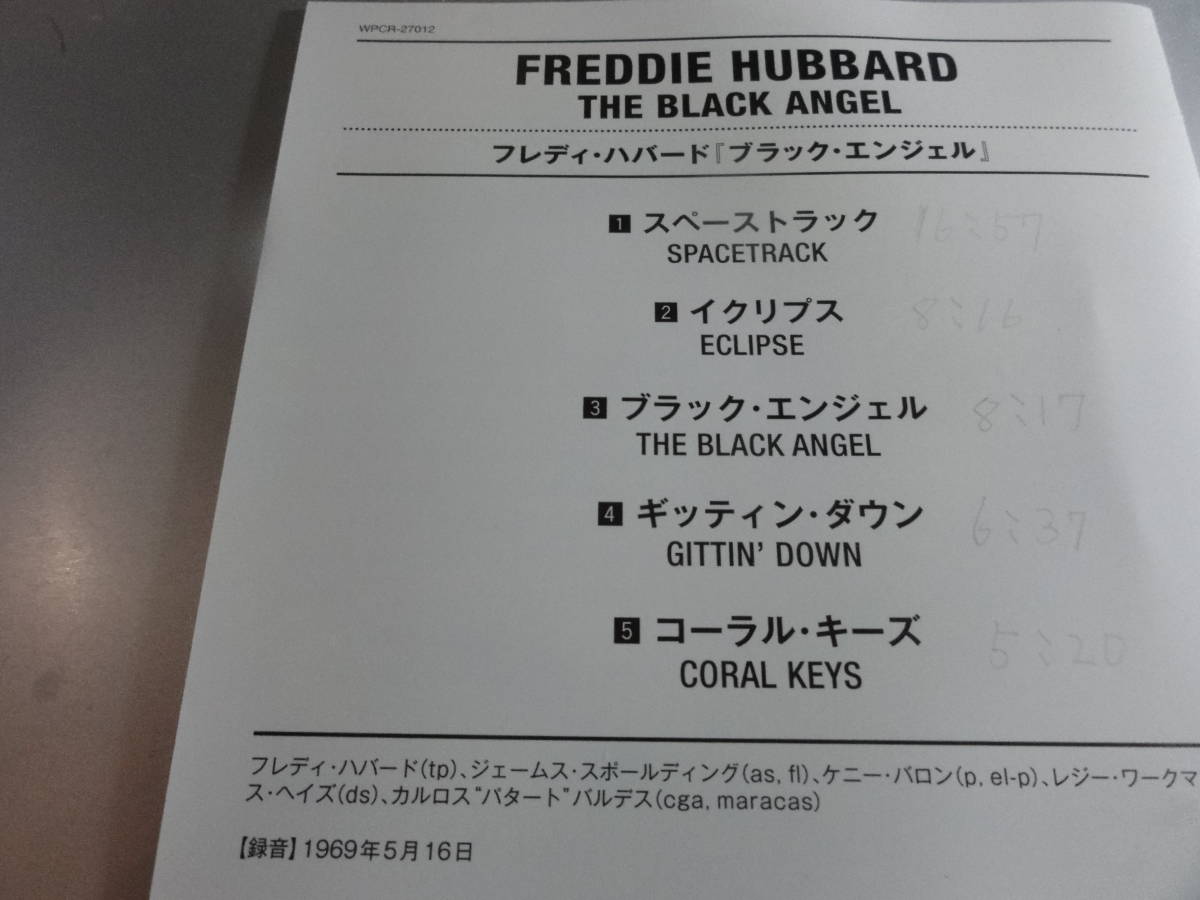 WPCR-27012
FREDDIE HUBBARD
THE BLACK ANGEL
フレディ・ハバード『ブラック・エンジェル』
1 スペーストラック 16:57
SPACETRACK
2 イクリプス 8:16
ECLIPSE
3 ブラック・エンジェル 8:17
THE BLACK ANGEL
4 ギッティン・ダウン 6:37
GITTIN' DOWN
5 コーラル・キーズ 5:20
CORAL KEYS
フレディ・ハバード(tp)、ジェームス・スポールディング(as, fl)、ケニー・バロン(p, el-p)、レジー・ワークマ
ス・ヘイズ(ds)、カルロス“パタート”バルデス(cga, maracas)
【録音】1969年5月16日